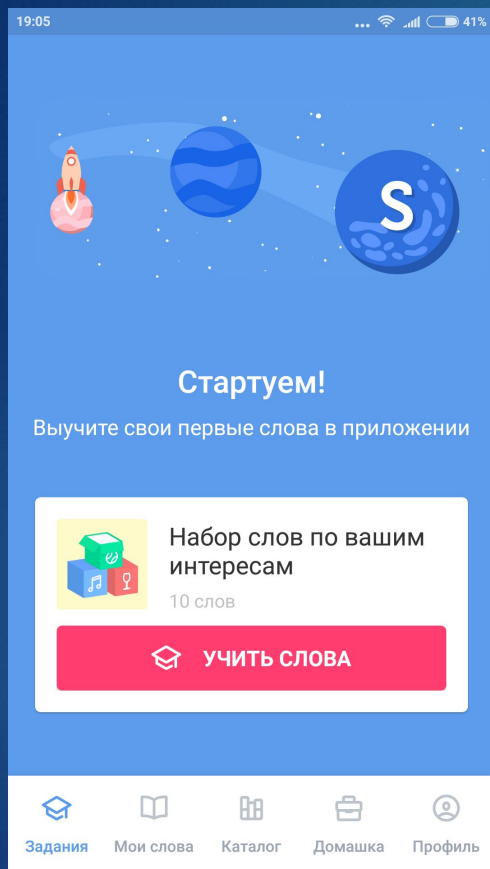 19:05
41%
S
Стартуем!
Выучите свои первые слова в приложении
Набор слов по вашим
интересам
10 слов
УЧИТЬ СЛОВА
Задания Мои слова Каталог Домашка Профиль